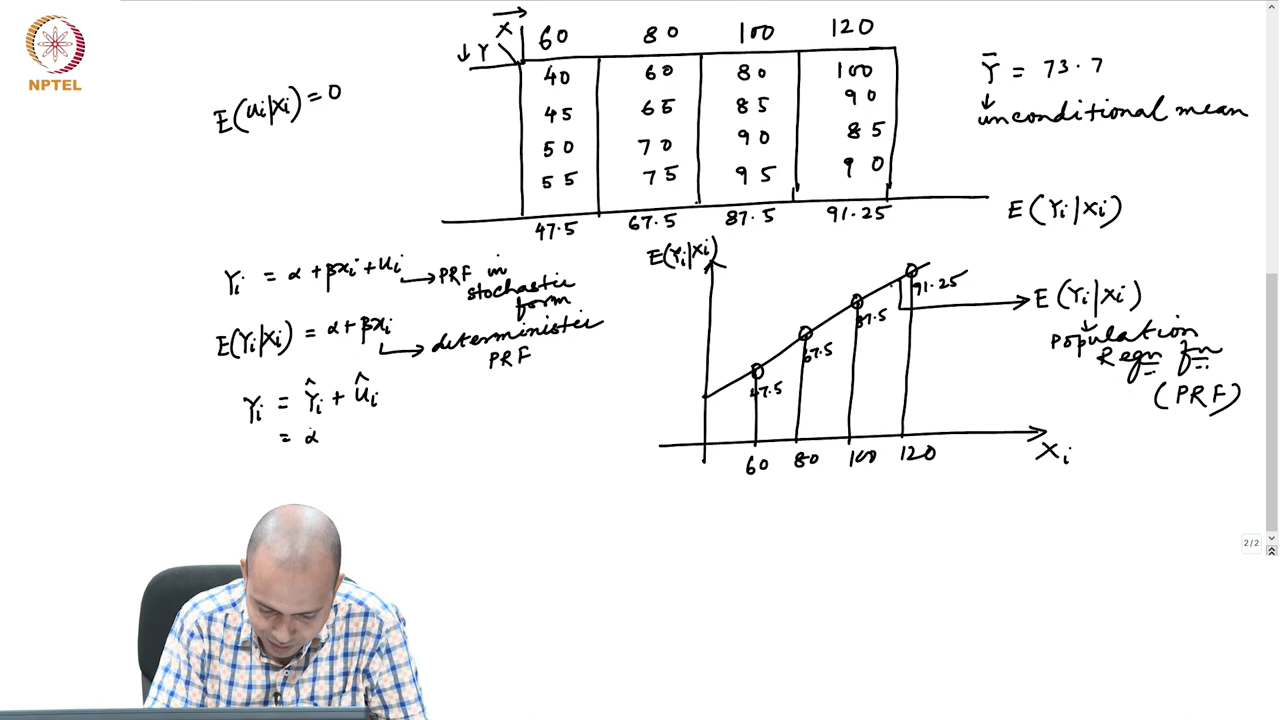 NPTEL
E(ui|xi) = 0
X
↓ Y
60 80 100 120
40 60 80 100
45 65 85 90
50 70 90 85
55 75 95 90
47.5 67.5 87.5 91.25
E(Yi|Xi)
Ȳ = 73.7
↓
unconditional mean
Yi = α + βxi + ui → PRF in
stochastic
form
E(Yi|Xi) = α + βxi
→ deterministic
PRF
Yi = Ŷi + ûi
= α
E(Yi|Xi)
47.5
67.5
87.5
91.25
60 80 100 120
Xi
E(Yi|Xi)
↓
Population
Regn fn
(PRF)
2/2